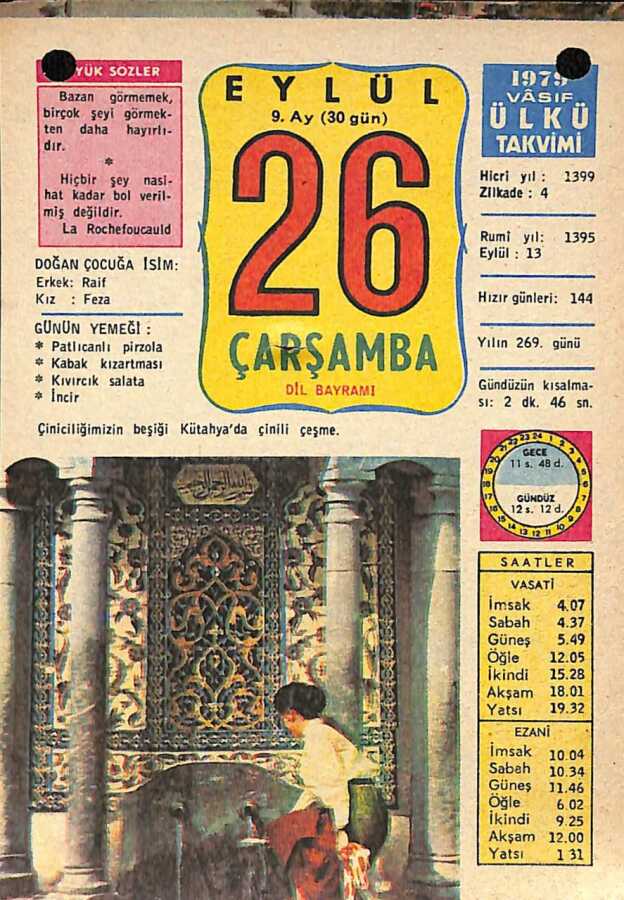 YÜK SÖZLER
Bazan görmemek,
birçok şeyi görmek-
ten daha hayırlı-
dır.
*
Hiçbir şey nasi-
hat kadar bol veril-
miş değildir.
La Rochefoucauld
DOĞAN ÇOCUĞA İSİM:
Erkek: Raif
Kız : Feza
GÜNÜN YEMEĞİ :
* Patlıcanlı pirzola
* Kabak kızartması
* Kıvırcık salata
* İncir
EYLÜL
9. Ay (30 gün)
26
ÇARŞAMBA
DİL BAYRAMI
1979
VÂSIF
ÜLKÜ
TAKVİMİ
Hicrî yıl : 1399
Zilkade : 4
Rumî yıl: 1395
Eylül : 13
Hızır günleri: 144
Yılın 269. günü
Gündüzün kısalma-
sı: 2 dk. 46 sn.
Çiniciliğimizin beşiği Kütahya'da çinili çeşme.
GECE
11 s. 48 d.
GÜNDÜZ
12 s. 12 d.
SAATLER
VASATİ
İmsak 4.07
Sabah 4.37
Güneş 5.49
Öğle 12.05
İkindi 15.28
Akşam 18.01
Yatsı 19.32
EZANİ
İmsak 10.04
Sabah 10.34
Güneş 11.46
Öğle 6.02
İkindi 9.25
Akşam 12.00
Yatsı 1 31